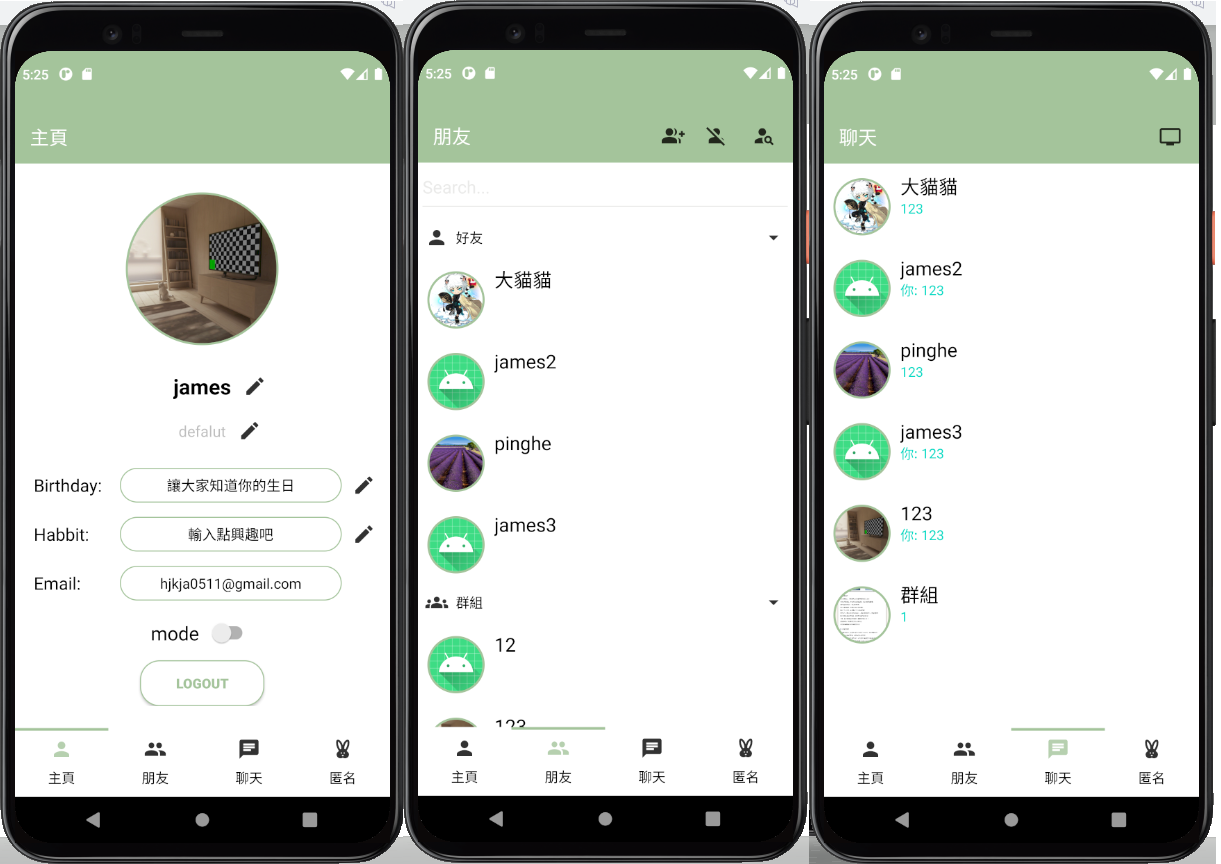 5:25
主頁
james
defalut
Birthday:
讓大家知道你的生日
Habbit:
輸入點興趣吧
Email:
hjkja0511@gmail.com
mode
LOGOUT
主頁
朋友
聊天
匿名
5:25
朋友
Search...
好友
大貓貓
james2
pinghe
james3
群組
12
123
主頁
朋友
聊天
匿名
5:25
聊天
大貓貓
123
james2
你: 123
pinghe
123
james3
你: 123
123
你: 123
群組
1
主頁
朋友
聊天
匿名